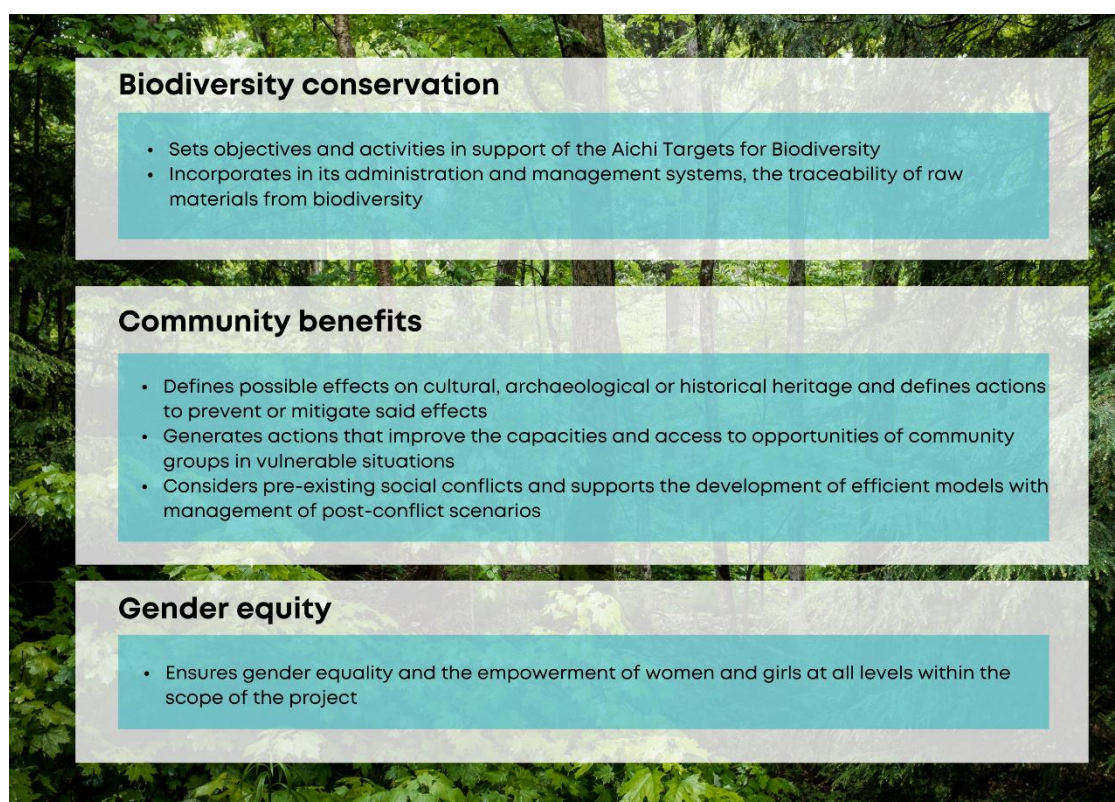 Biodiversity conservation
• Sets objectives and activities in support of the Aichi Targets for Biodiversity
• Incorporates in its administration and management systems, the traceability of raw
materials from biodiversity
Community benefits
• Defines possible effects on cultural, archaeological or historical heritage and defines actions
to prevent or mitigate said effects
• Generates actions that improve the capacities and access to opportunities of community
groups in vulnerable situations
• Considers pre-existing social conflicts and supports the development of efficient models with
management of post-conflict scenarios
Gender equity
• Ensures gender equality and the empowerment of women and girls at all levels within the
scope of the project